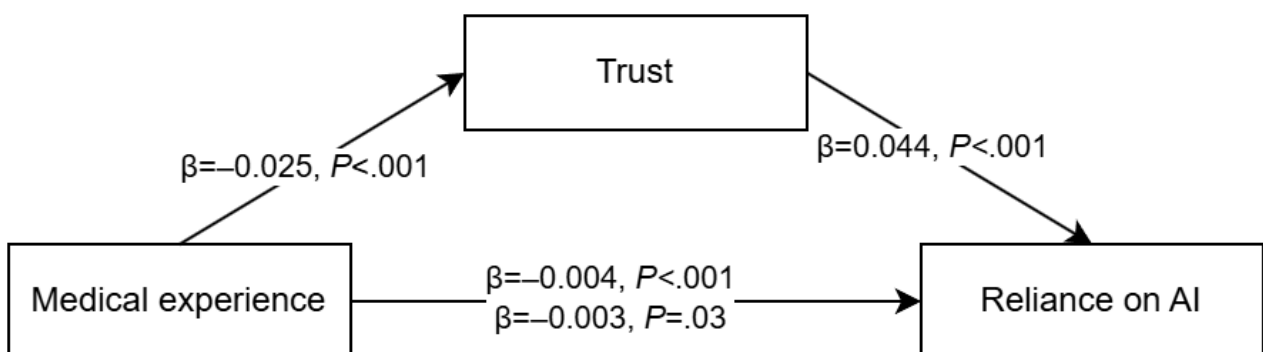 Trust
β=–0.025, P<.001
β=0.044, P<.001
Medical experience
β=–0.004, P<.001
β=–0.003, P=.03
Reliance on AI